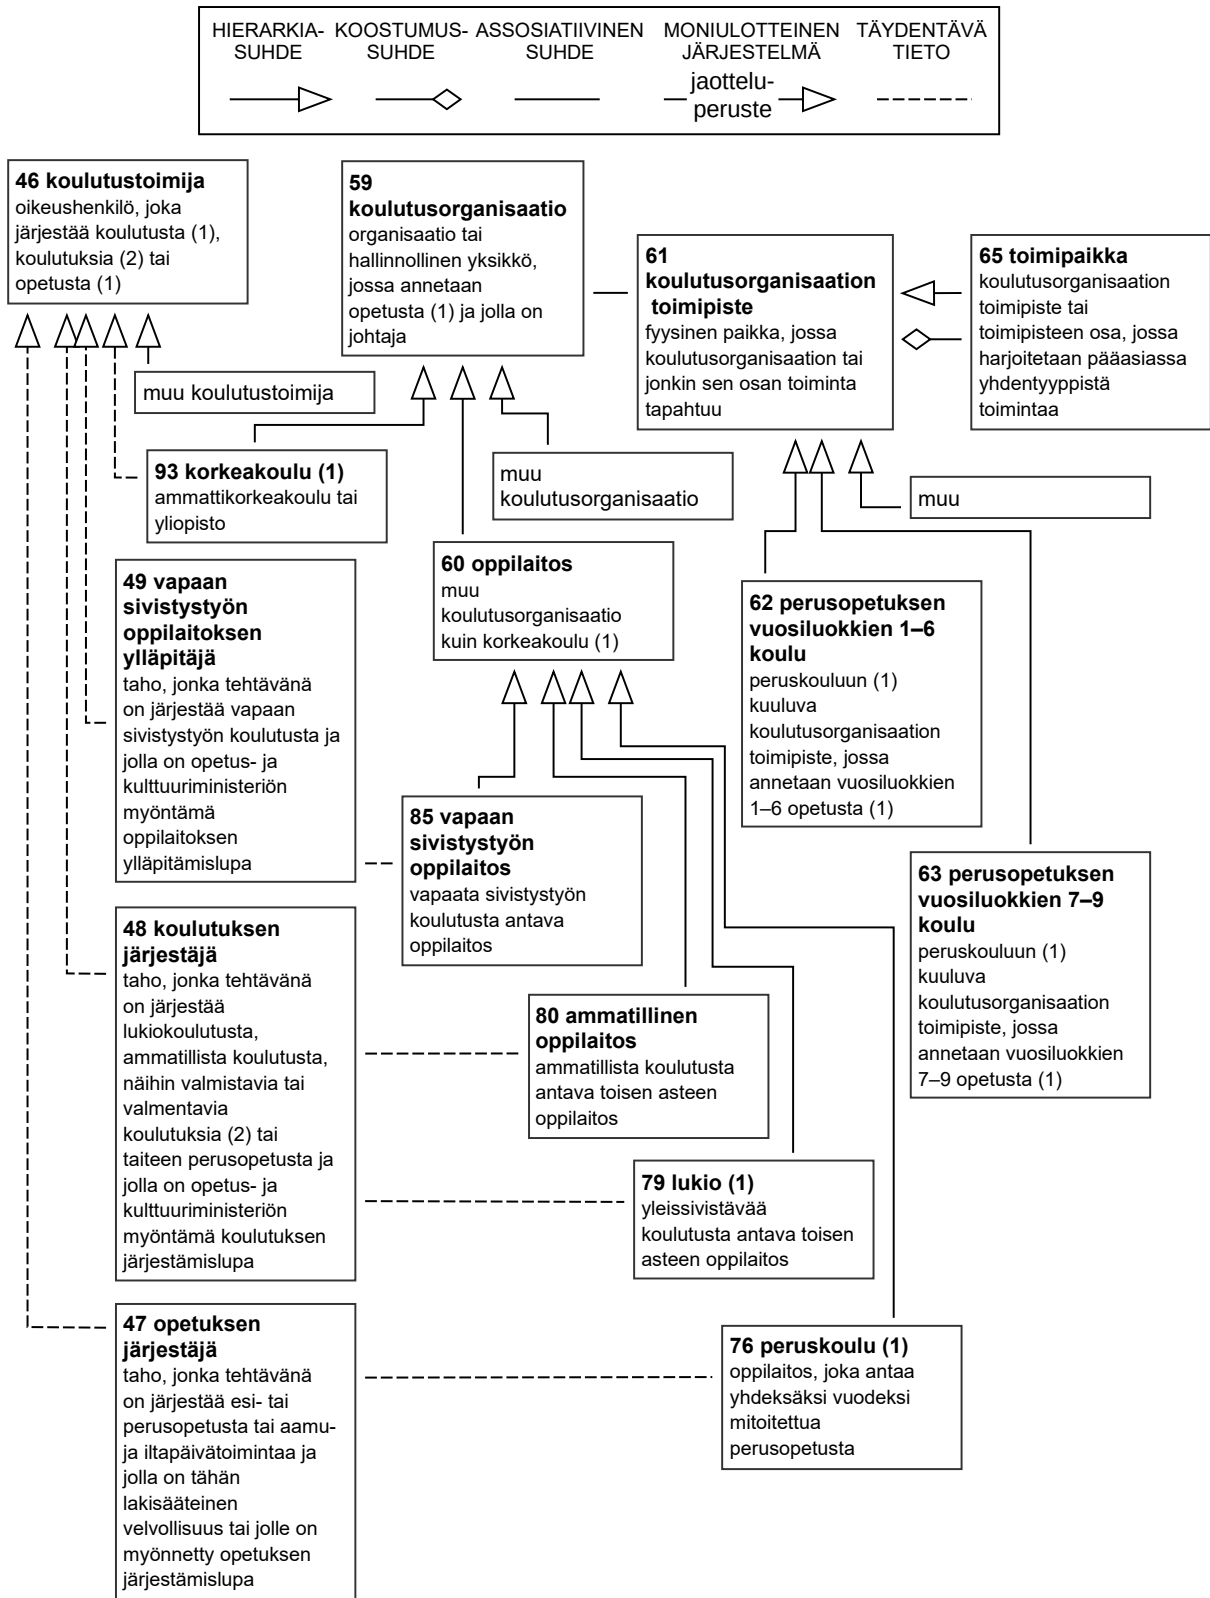 HIERARKIA-
SUHDE
KOOSTUMUS-
SUHDE
ASSOSIATIIVINEN
SUHDE
MONIULOTTEINEN
JÄRJESTELMÄ
jaottelu-
peruste
TÄYDENTÄVÄ
TIETO
46 koulutustoimija
oikeushenkilö, joka
järjestää koulutusta (1),
koulutuksia (2) tai
opetusta (1)
59
koulutusorganisaatio
organisaatio tai
hallinnollinen yksikkö,
jossa annetaan
opetusta (1) ja jolla on
johtaja
61
koulutusorganisaation
toimipiste
fyysinen paikka, jossa
koulutusorganisaation tai
jonkin sen osan toiminta
tapahtuu
65 toimipaikka
koulutusorganisaation
toimipiste tai
toimipisteen osa, jossa
harjoitetaan pääasiassa
yhdentyyppistä
toimintaa
muu koulutustoimija
93 korkeakoulu (1)
ammattikorkeakoulu tai
yliopisto
muu
koulutusorganisaatio
muu
49 vapaan
sivistystyön
oppilaitoksen
ylläpitäjä
taho, jonka tehtävänä
on järjestää vapaan
sivistystyön koulutusta ja
jolla on opetus- ja
kulttuuriministeriön
myöntämä
oppilaitoksen
ylläpitämislupa
60 oppilaitos
muu
koulutusorganisaatio
kuin korkeakoulu (1)
62 perusopetuksen
vuosiluokkien 1–6
koulu
peruskouluun (1)
kuuluva
koulutusorganisaation
toimipiste, jossa
annetaan vuosiluokkien
1–6 opetusta (1)
85 vapaan
sivistystyön
oppilaitos
vapaata sivistystyön
koulutusta antava
oppilaitos
63 perusopetuksen
vuosiluokkien 7–9
koulu
peruskouluun (1)
kuuluva
koulutusorganisaation
toimipiste, jossa
annetaan vuosiluokkien
7–9 opetusta (1)
48 koulutuksen
järjestäjä
taho, jonka tehtävänä
on järjestää
lukiokoulutusta,
ammatillista koulutusta,
näihin valmistavia tai
valmentavia
koulutuksia (2) tai
taiteen perusopetusta ja
jolla on opetus- ja
kulttuuriministeriön
myöntämä koulutuksen
järjestämislupa
80 ammatillinen
oppilaitos
ammatillista koulutusta
antava toisen asteen
oppilaitos
79 lukio (1)
yleissivistävää
koulutusta antava toisen
asteen oppilaitos
47 opetuksen
järjestäjä
taho, jonka tehtävänä
on järjestää esi- tai
perusopetusta tai aamu-
ja iltapäivätoimintaa ja
jolla on tähän
lakisääteinen
velvollisuus tai jolle on
myönnetty opetuksen
järjestämislupa
76 peruskoulu (1)
oppilaitos, joka antaa
yhdeksäksi vuodeksi
mitoitettua
perusopetusta